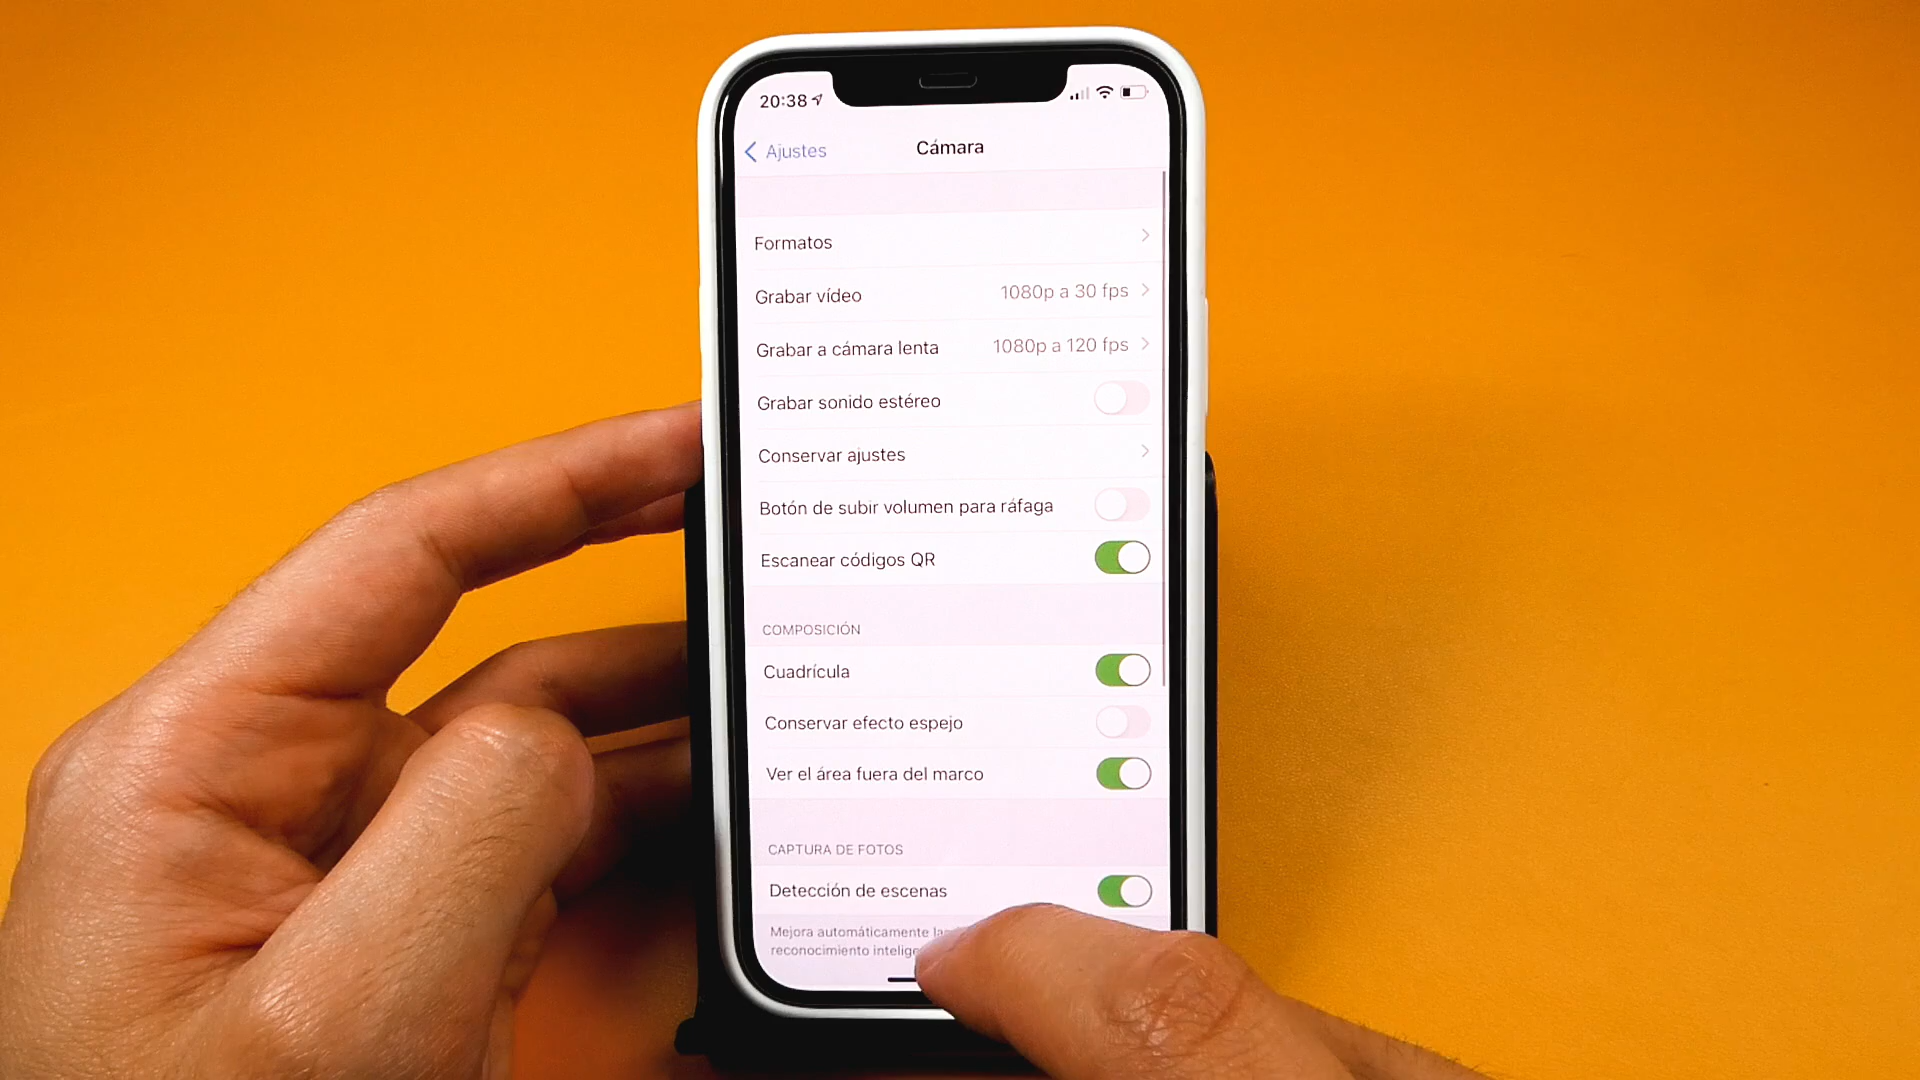 20:38
Ajustes
Cámara
Formatos
Grabar vídeo 1080p a 30 fps
Grabar a cámara lenta 1080p a 120 fps
Grabar sonido estéreo
Conservar ajustes
Botón de subir volumen para ráfaga
Escanear códigos QR
COMPOSICIÓN
Cuadrícula
Conservar efecto espejo
Ver el área fuera del marco
CAPTURA DE FOTOS
Detección de escenas
Mejora automáticamente
reconocimiento